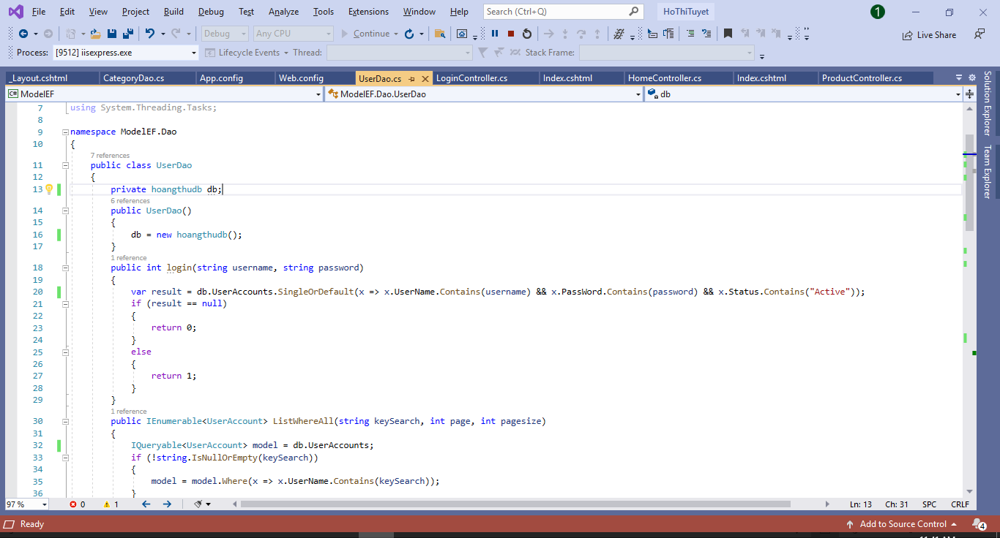 File Edit View Project Build Debug Test Analyze Tools Extensions Window Help Search (Ctrl+Q) HoThiTuyet 1
Debug Any CPU Continue Live Share
Process: [9512] iisexpress.exe Lifecycle Events Thread: Stack Frame:
_Layout.cshtml CategoryDao.cs App.config Web.config UserDao.cs LoginController.cs Index.cshtml HomeController.cs Index.cshtml ProductController.cs
C# ModelEF ModelEF.Dao.UserDao db
Solution Explorer
Team Explorer
7 using System.Threading.Tasks;
8
9 namespace ModelEF.Dao
10 {
7 references
11 public class UserDao
12 {
13 private hoangthudb db;
6 references
14 public UserDao()
15 {
16 db = new hoangthudb();
17 }
1 reference
18 public int login(string username, string password)
19 {
20 var result = db.UserAccounts.SingleOrDefault(x => x.UserName.Contains(username) && x.PassWord.Contains(password) && x.Status.Contains("Active"));
21 if (result == null)
22 {
23 return 0;
24 }
25 else
26 {
27 return 1;
28 }
29 }
1 reference
30 public IEnumerable<UserAccount> ListWhereAll(string keySearch, int page, int pagesize)
31 {
32 IQueryable<UserAccount> model = db.UserAccounts;
33 if (!string.IsNullOrEmpty(keySearch))
34 {
35 model = model.Where(x => x.UserName.Contains(keySearch));
36 }
97 % 0 1 Ln: 13 Ch: 31 SPC CRLF
Ready Add to Source Control 4